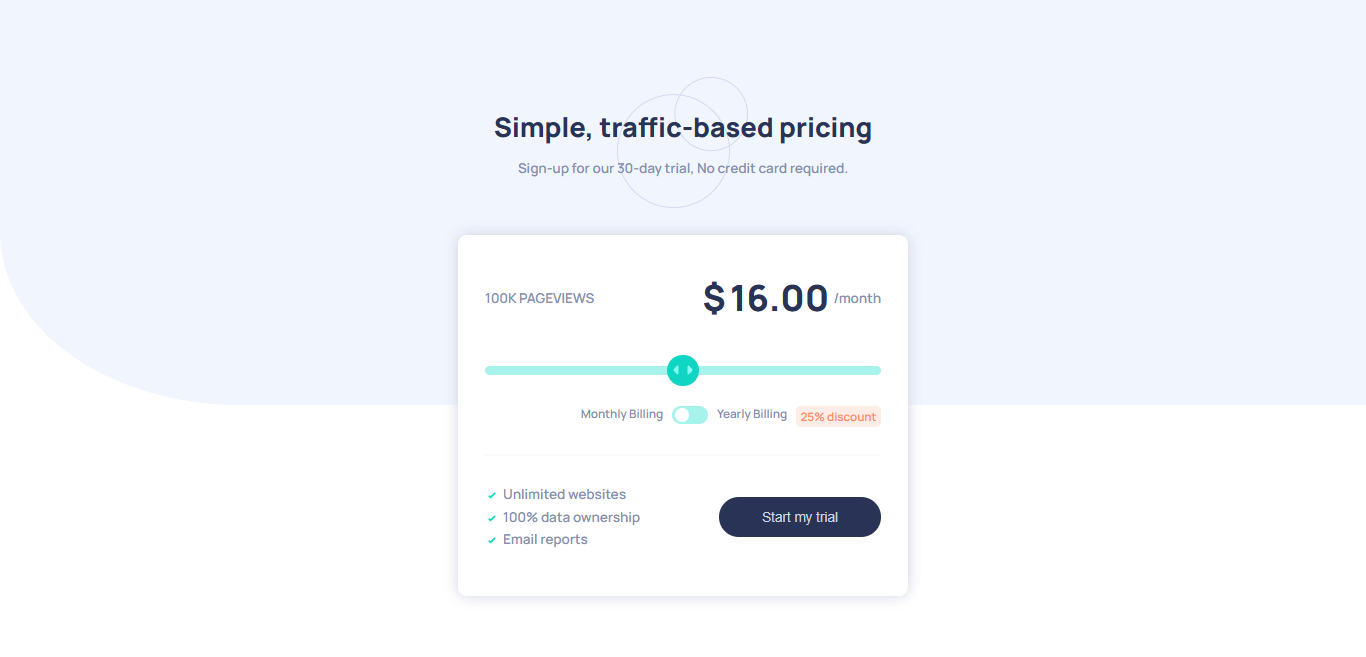 Simple, traffic-based pricing
Sign-up for our 30-day trial, No credit card required.
100K PAGEVIEWS
$16.00 /month
Monthly Billing
Yearly Billing
25% discount
Unlimited websites
100% data ownership
Email reports
Start my trial